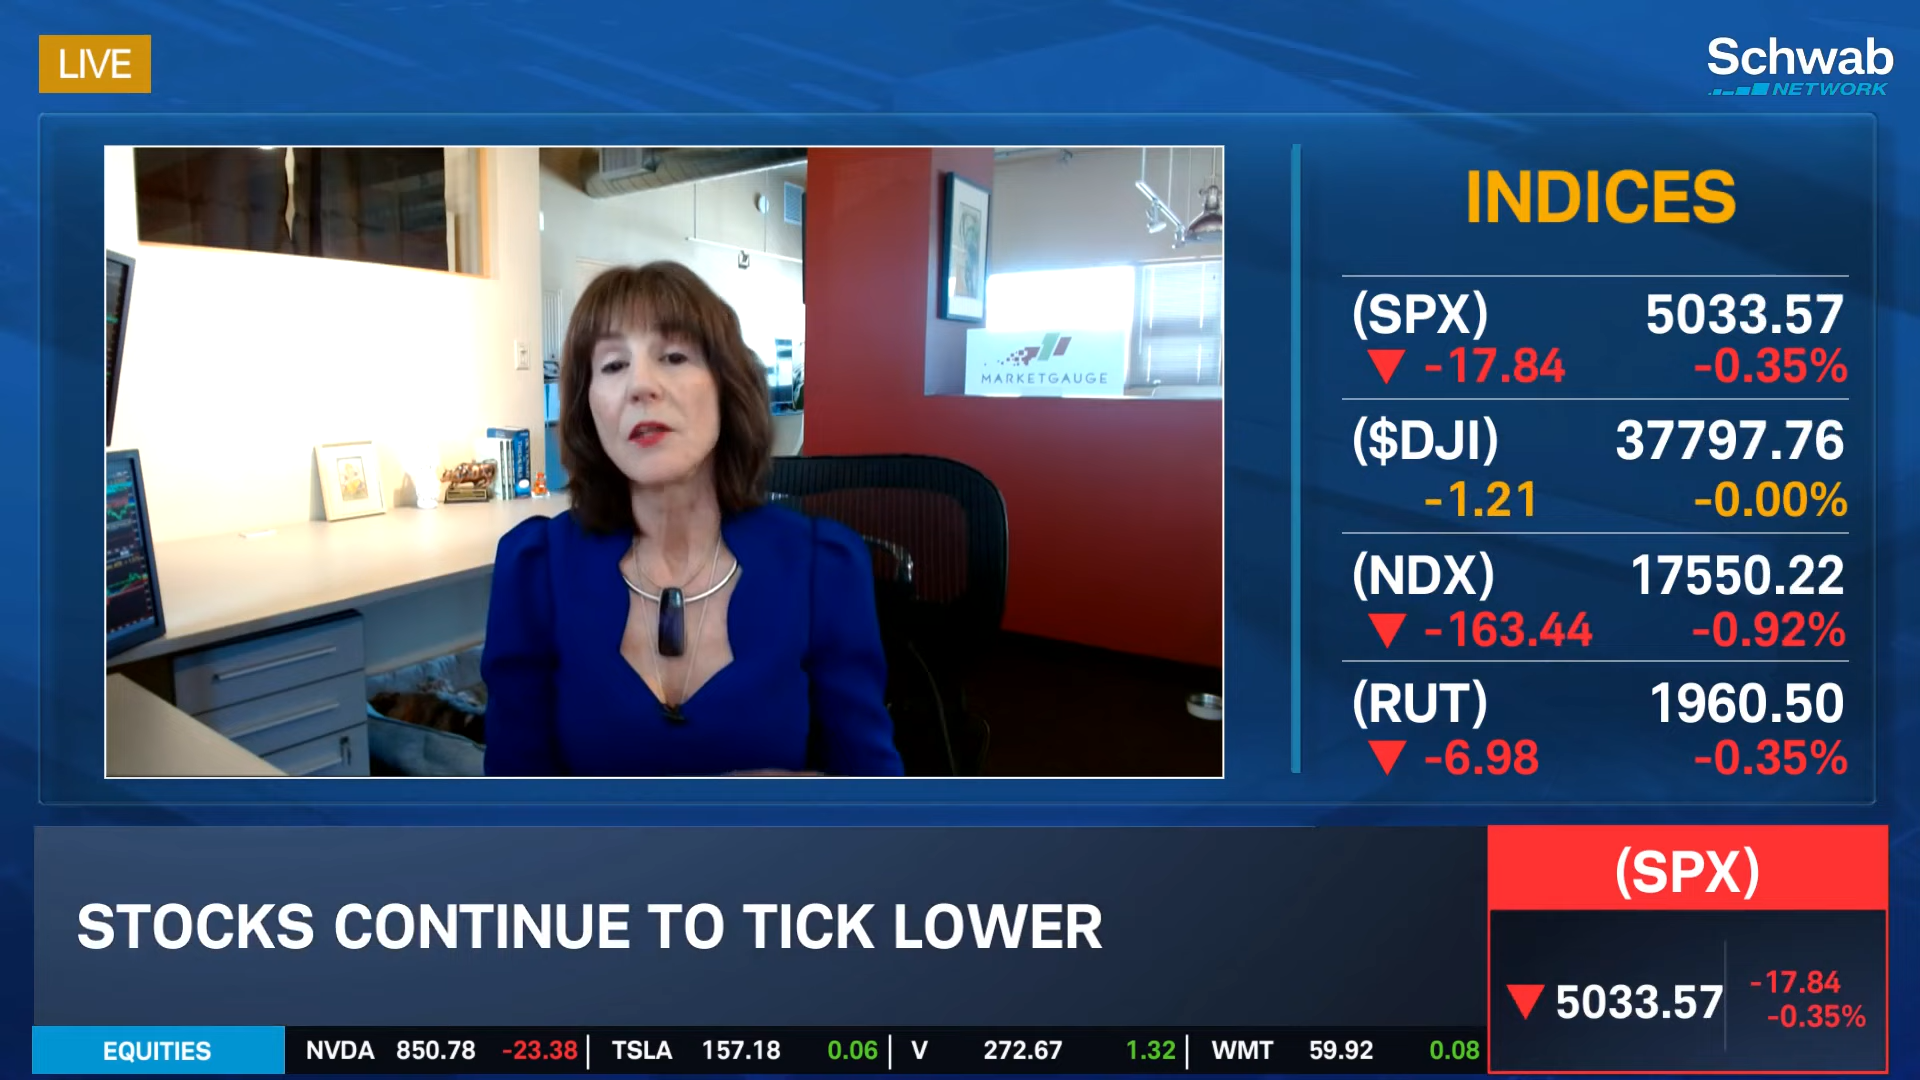 LIVE
Schwab
NETWORK
MARKETGAUGE
INDICES
(SPX) 5033.57
-17.84 -0.35%
($DJI) 37797.76
-1.21 -0.00%
(NDX) 17550.22
-163.44 -0.92%
(RUT) 1960.50
-6.98 -0.35%
STOCKS CONTINUE TO TICK LOWER
(SPX)
5033.57 -17.84
-0.35%
EQUITIES NVDA 850.78 -23.38 TSLA 157.18 0.06 V 272.67 1.32 WMT 59.92 0.08